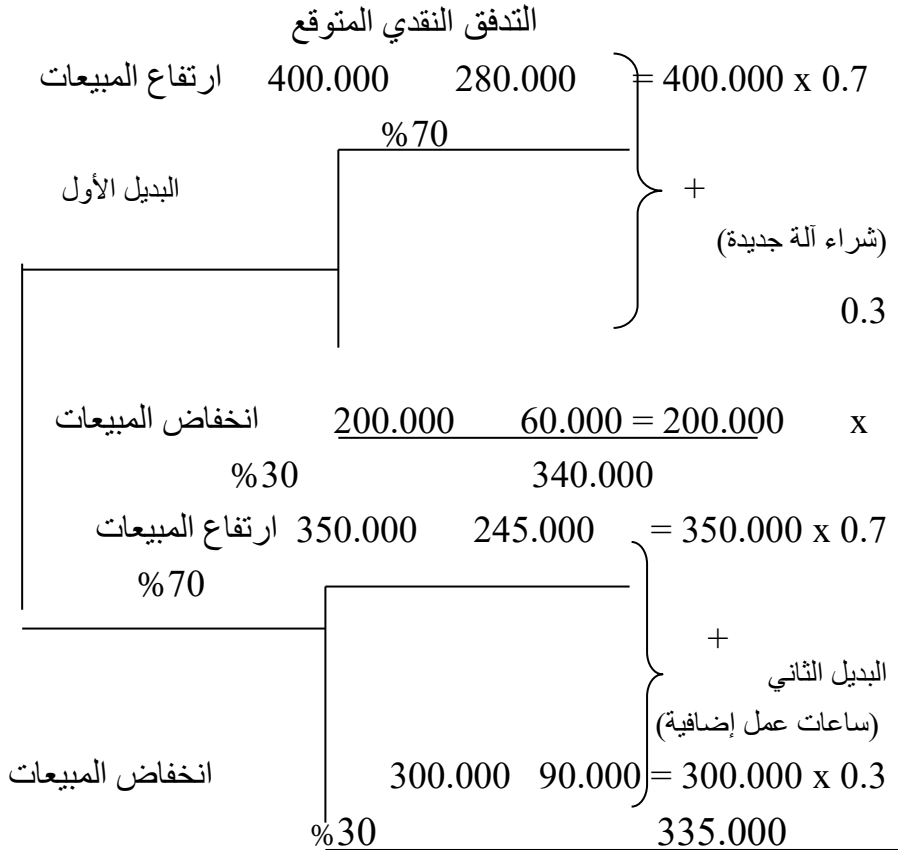 التدفق النقدي المتوقع
ارتفاع المبيعات 400.000 280.000 = 400.000 x 0.7
%70
البديل الأول +
(شراء آلة جديدة)
0.3
انخفاض المبيعات 200.000 60.000 = 200.000 x
%30 340.000
ارتفاع المبيعات 350.000 245.000 = 350.000 x 0.7
%70
+
البديل الثاني
(ساعات عمل إضافية)
انخفاض المبيعات 300.000 90.000 = 300.000 x 0.3
%30 335.000